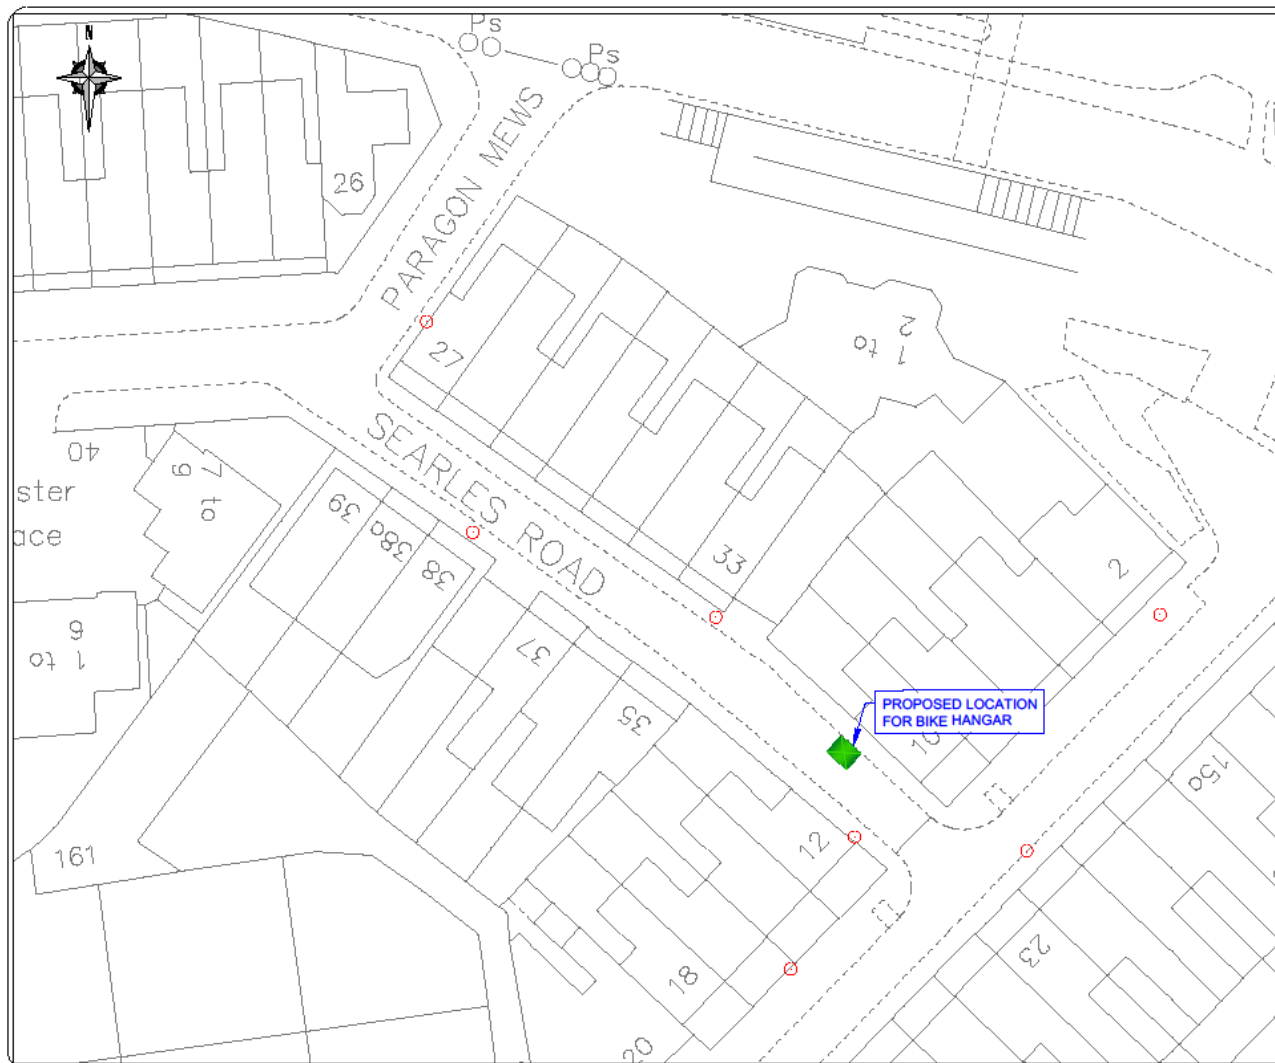 N
Ps
Ps
PARAGON MEWS
26
27
1 to
2
SEARLES ROAD
40
ster
ace
7 to
9
39
38a
38
33
2
1 to
6
37
35
PROPOSED LOCATION
FOR BIKE HANGAR
10
15a
12
161
23
18
20